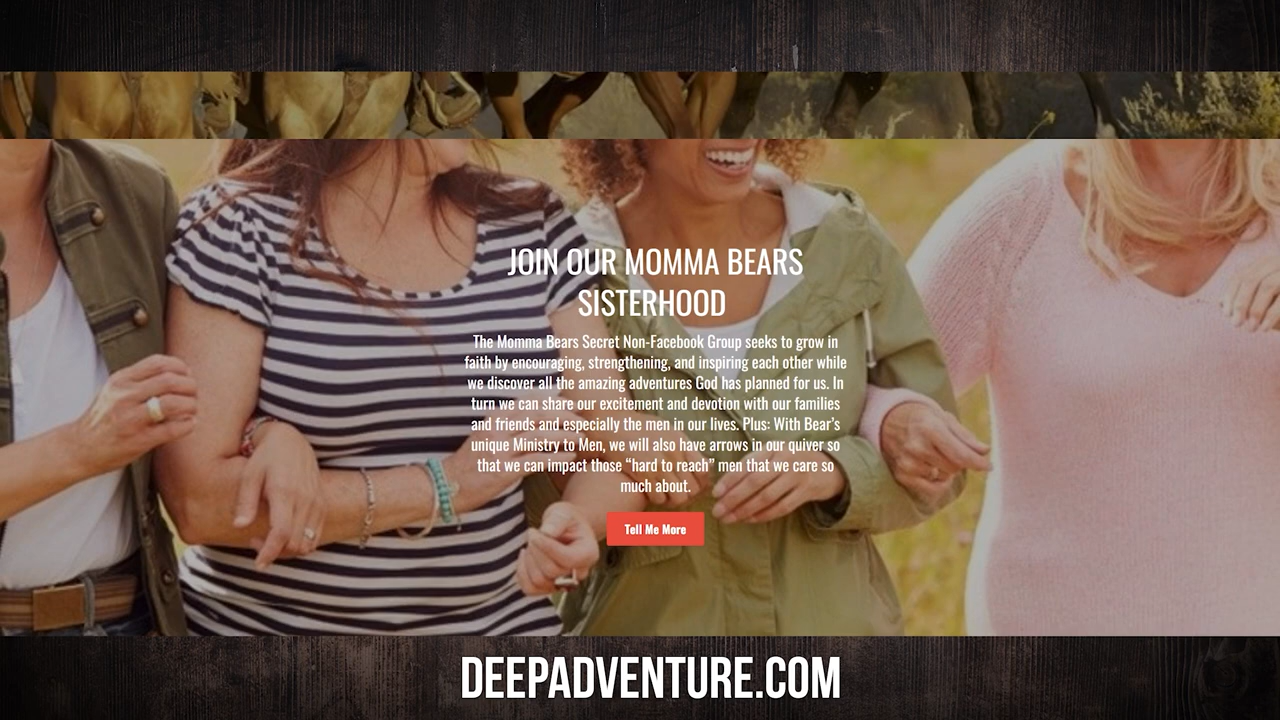 JOIN OUR MOMMA BEARS
SISTERHOOD
The Momma Bears Secret Non-Facebook Group seeks to grow in
faith by encouraging, strengthening, and inspiring each other while
we discover all the amazing adventures God has planned for us. In
turn we can share our excitement and devotion with our families
and friends and especially the men in our lives. Plus: With Bear’s
unique Ministry to Men, we will also have arrows in our quiver so
that we can impact those “hard to reach” men that we care so
much about.
Tell Me More
DEEPADVENTURE.COM